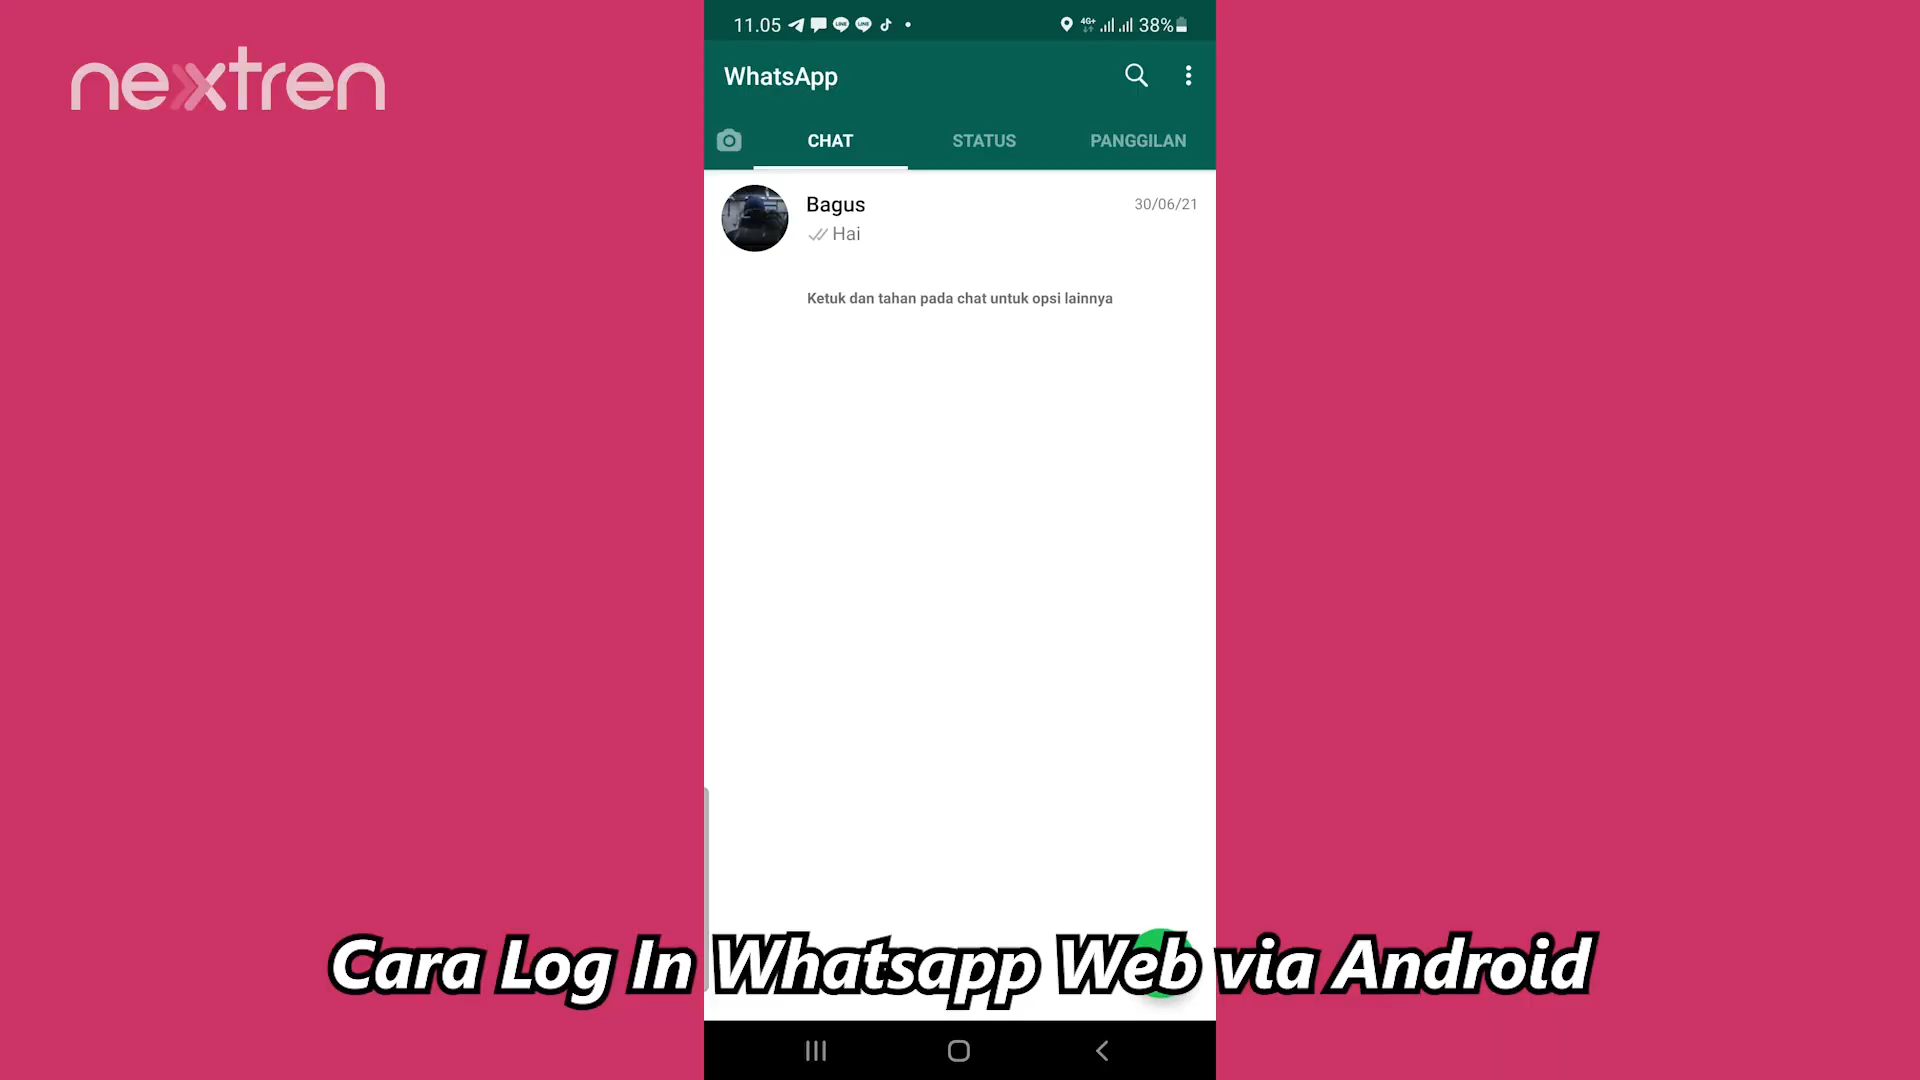 nextren
11.05
4G+ 38%
WhatsApp
CHAT STATUS PANGGILAN
Bagus 30/06/21
Hai
Ketuk dan tahan pada chat untuk opsi lainnya
Cara Log In Whatsapp Web via Android